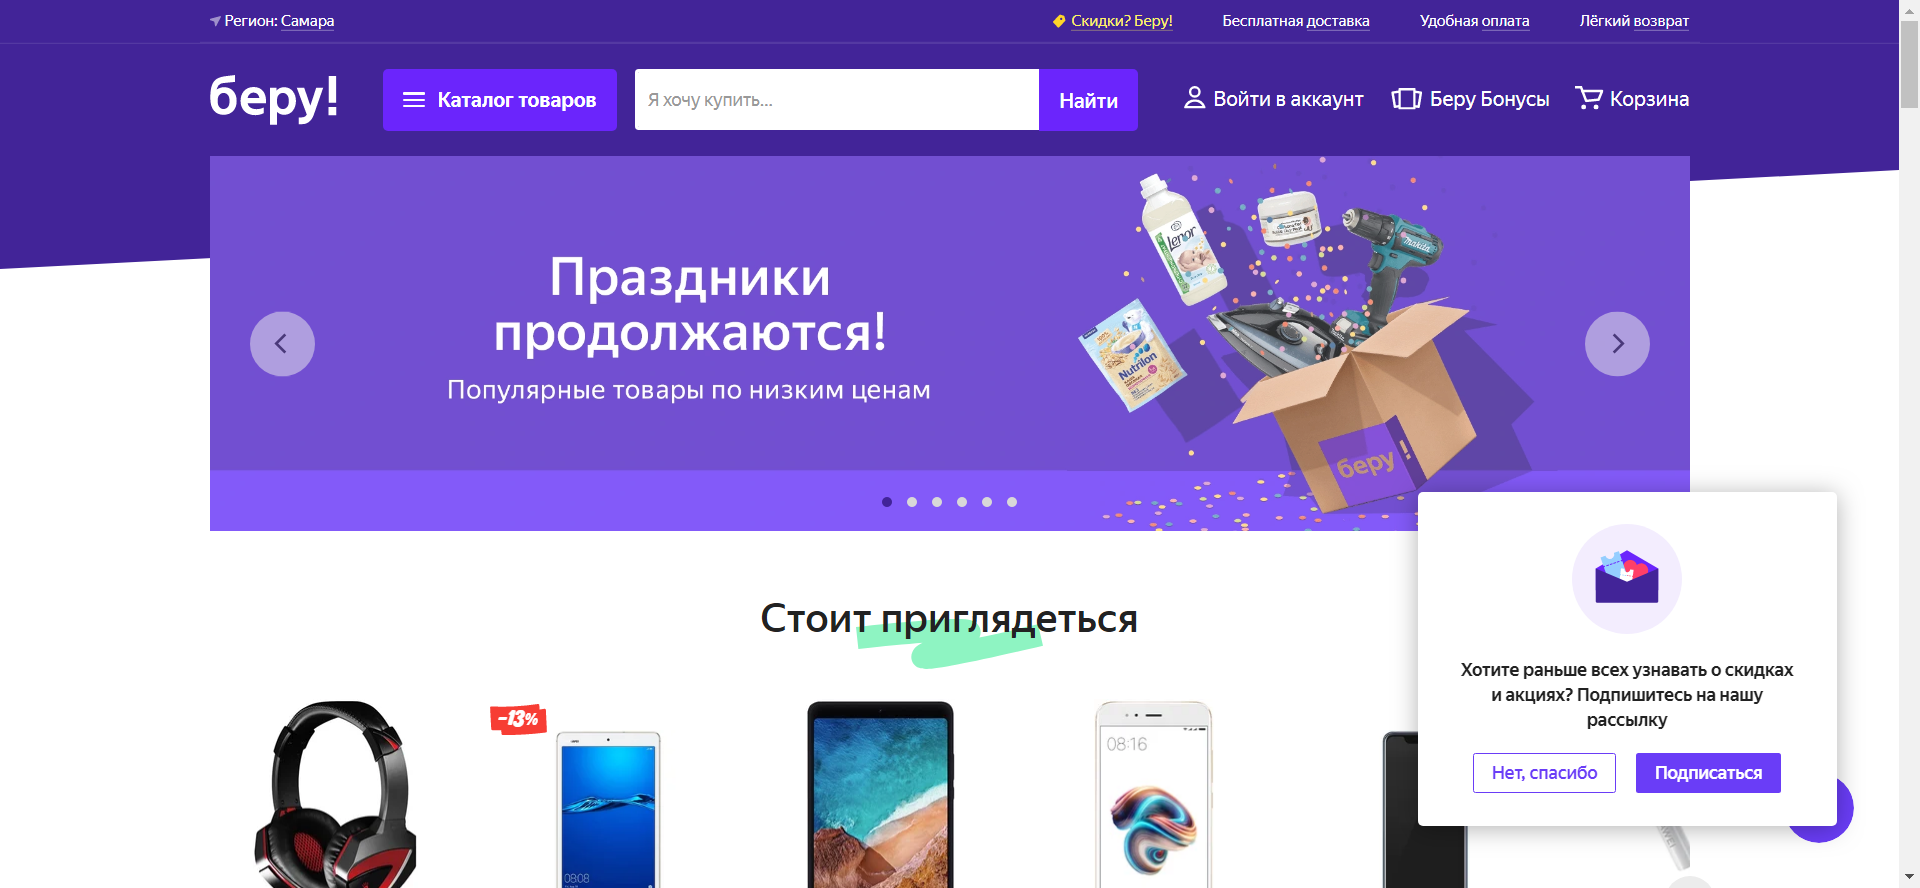 Регион: Самара
Скидки? Беру!
Бесплатная доставка
Удобная оплата
Лёгкий возврат
беру!
Каталог товаров
Я хочу купить...
Найти
Войти в аккаунт
Беру Бонусы
Корзина
Праздники
продолжаются!
Популярные товары по низким ценам
Lenor
makita
Nutrilon
беру!
Стоит приглядеться
-13%
08:16
08:08
Хотите раньше всех узнавать о скидках
и акциях? Подпишитесь на нашу
рассылку
Нет, спасибо
Подписаться